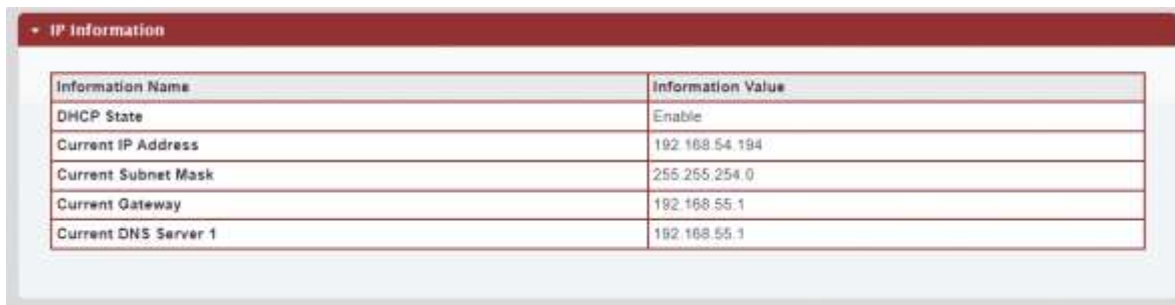 IP Information
Information Name Information Value
DHCP State Enable
Current IP Address 192.168.54.194
Current Subnet Mask 255.255.254.0
Current Gateway 192.168.55.1
Current DNS Server 1 192.168.55.1